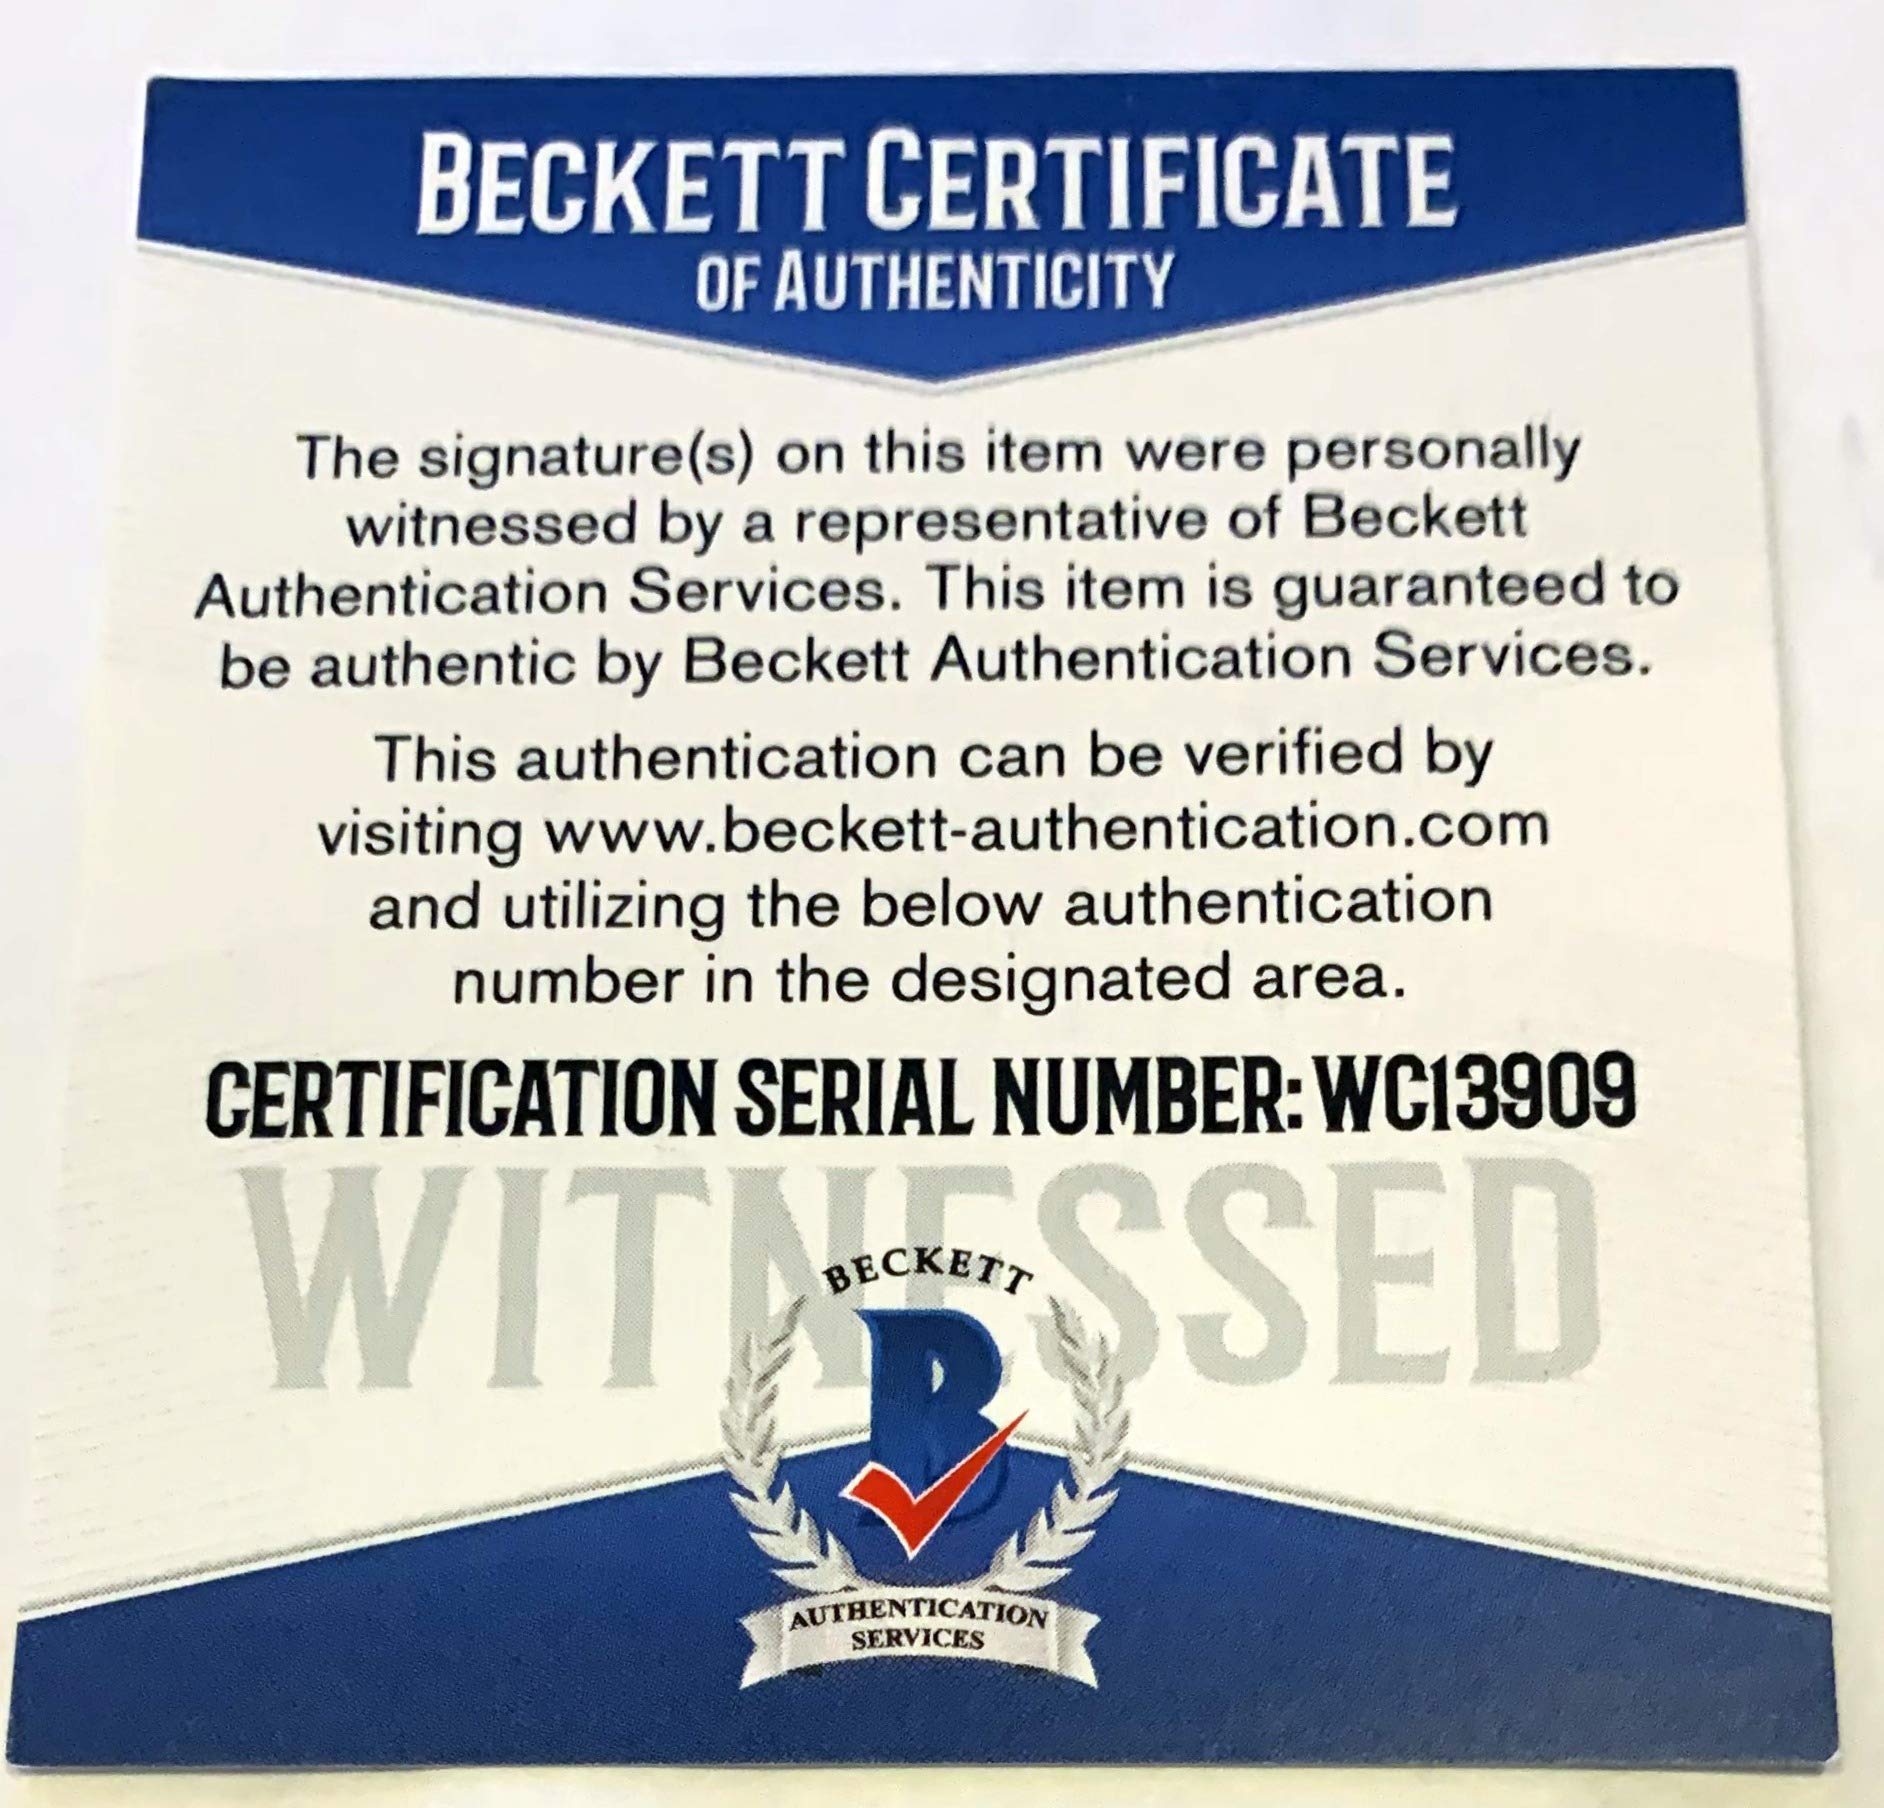 BECKETT CERTIFICATE
OF AUTHENTICITY
The signature(s) on this item were personally
witnessed by a representative of Beckett
Authentication Services. This item is guaranteed to
be authentic by Beckett Authentication Services.
This authentication can be verified by
visiting www.beckett-authentication.com
and utilizing the below authentication
number in the designated area.
CERTIFICATION SERIAL NUMBER: WC13909
WITNESSED
BECKETT
B
AUTHENTICATION
SERVICES